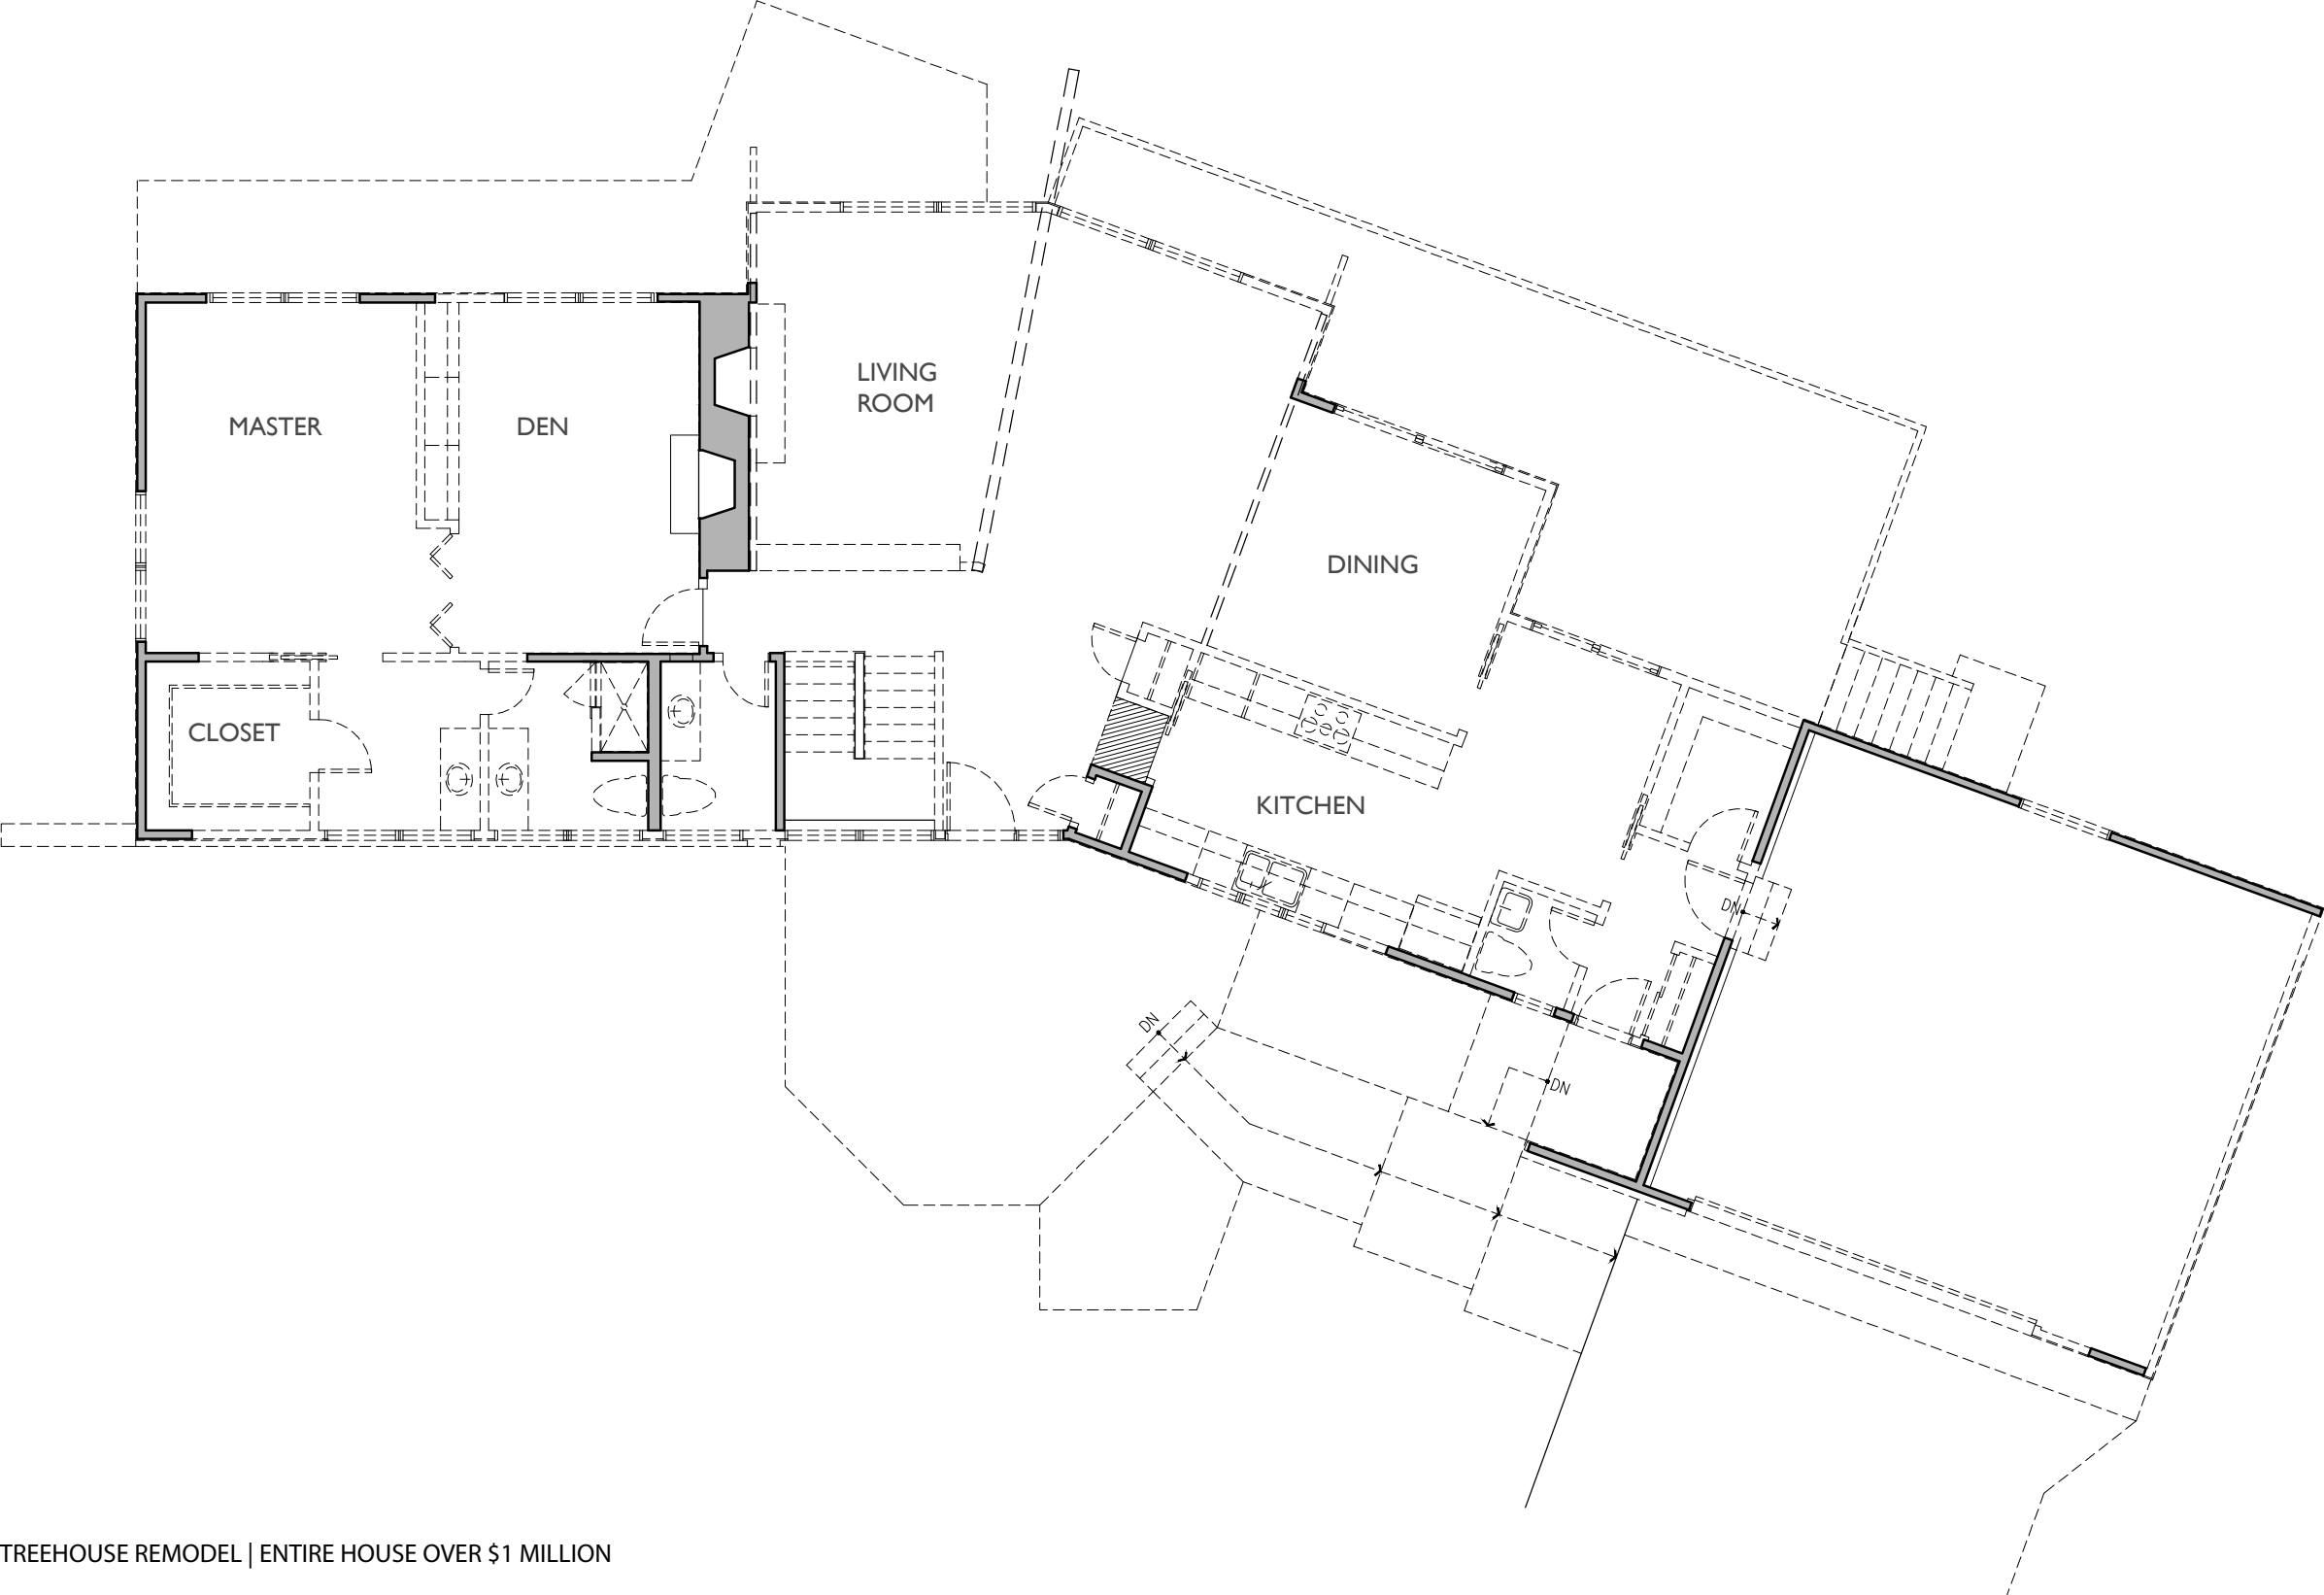 LIVING
ROOM
MASTER
DEN
DINING
CLOSET
KITCHEN
DN
DN
DN
TREEHOUSE REMODEL | ENTIRE HOUSE OVER $1 MILLION